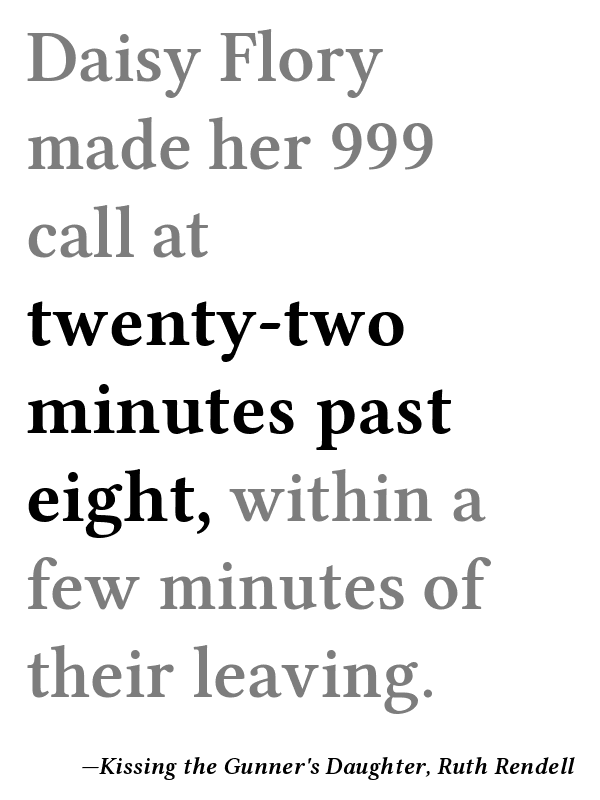 Daisy Flory
made her 999
call at
twenty-two
minutes past
eight, within a
few minutes of
their leaving.
—Kissing the Gunner's Daughter, Ruth Rendell